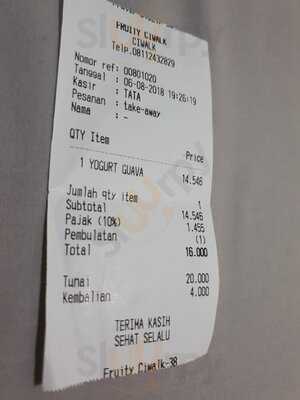 FRUITY CIWALK
CIWALK
Telp.08112432829
Nomor ref: 00801020
Tanggal : 06-08-2018 19:26:19
Kasir : TATA
Pesanan : take-away
Nama : -
QTY Item Price
1 YOGURT GUAVA 14.546
Jumlah qty item 1
Subtotal 14.546
Pajak (10%) 1.455
Pembulatan (1)
Total 16.000
Tunai 20.000
Kembalian 4.000
TERIMA KASIH
SEHAT SELALU
Fruity Ciwalk-38